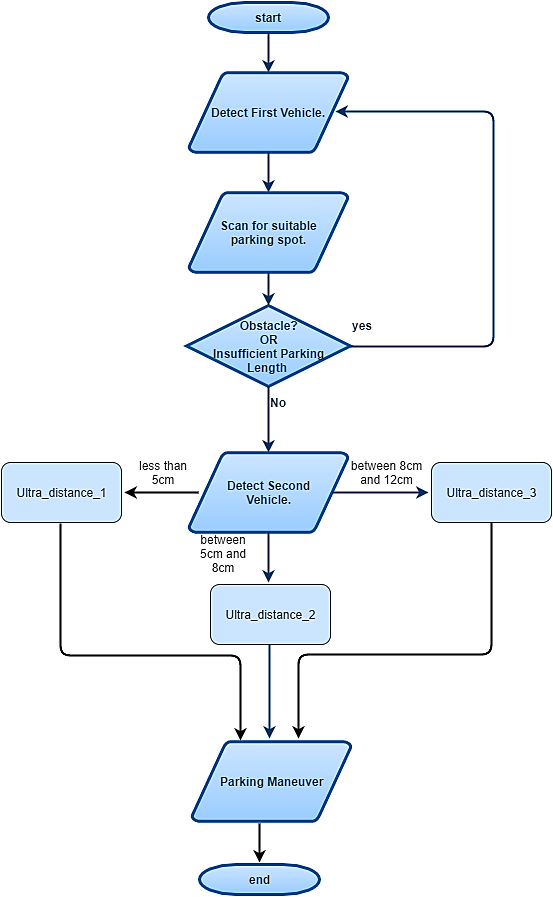 start
Detect First Vehicle.
Scan for suitable
parking spot.
Obstacle?
OR
Insufficient Parking
Length
yes
No
less than
5cm
Detect Second
Vehicle.
between 8cm
and 12cm
Ultra_distance_1
Ultra_distance_3
between
5cm and
8cm
Ultra_distance_2
Parking Maneuver
end